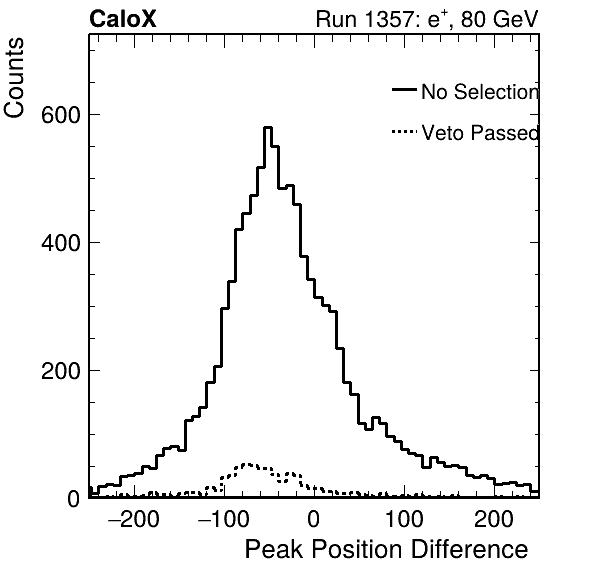 CaloX
Run 1357: e⁺, 80 GeV
Counts
No Selection
Veto Passed
600
400
200
0
−200
−100
0
100
200
Peak Position Difference